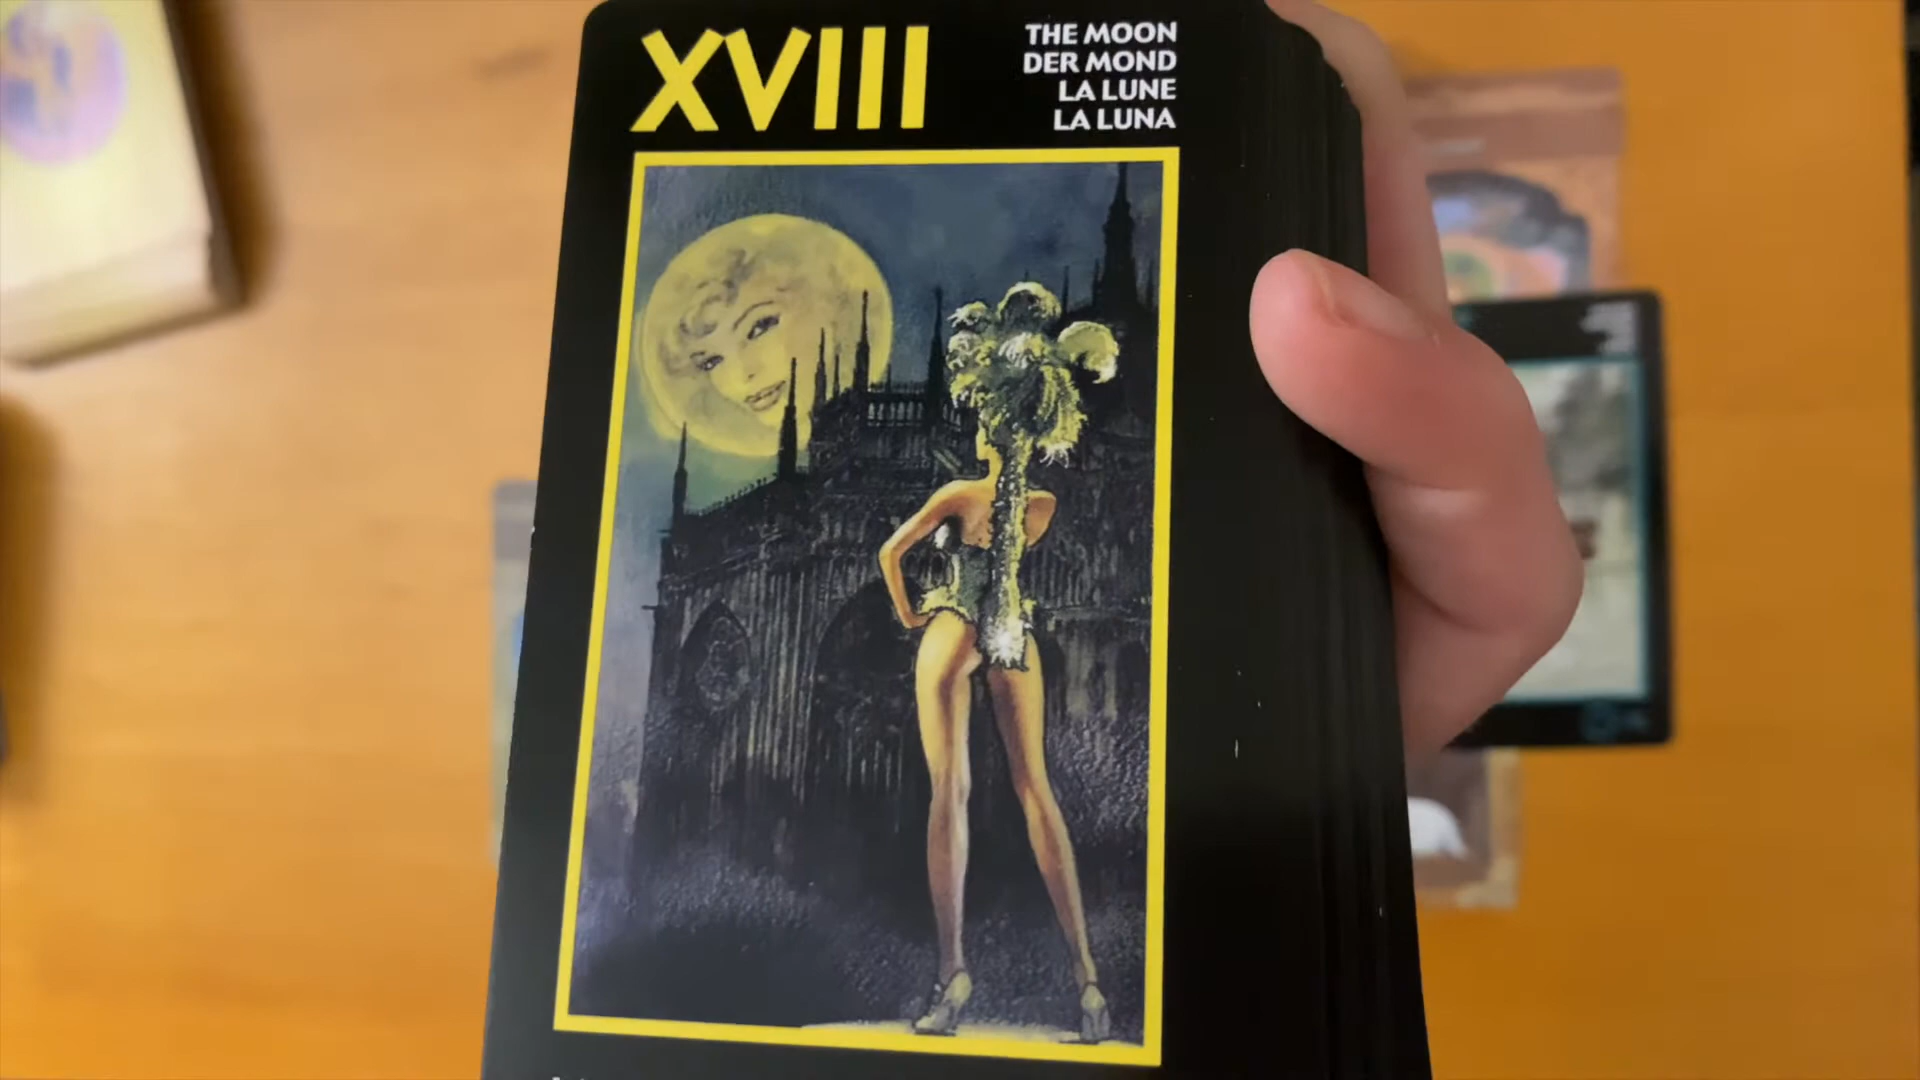 XVIII
THE MOON
DER MOND
LA LUNE
LA LUNA